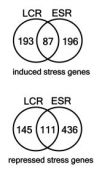 LCR ESR
193 87 196
induced stress genes
LCR ESR
145 111 436
repressed stress genes